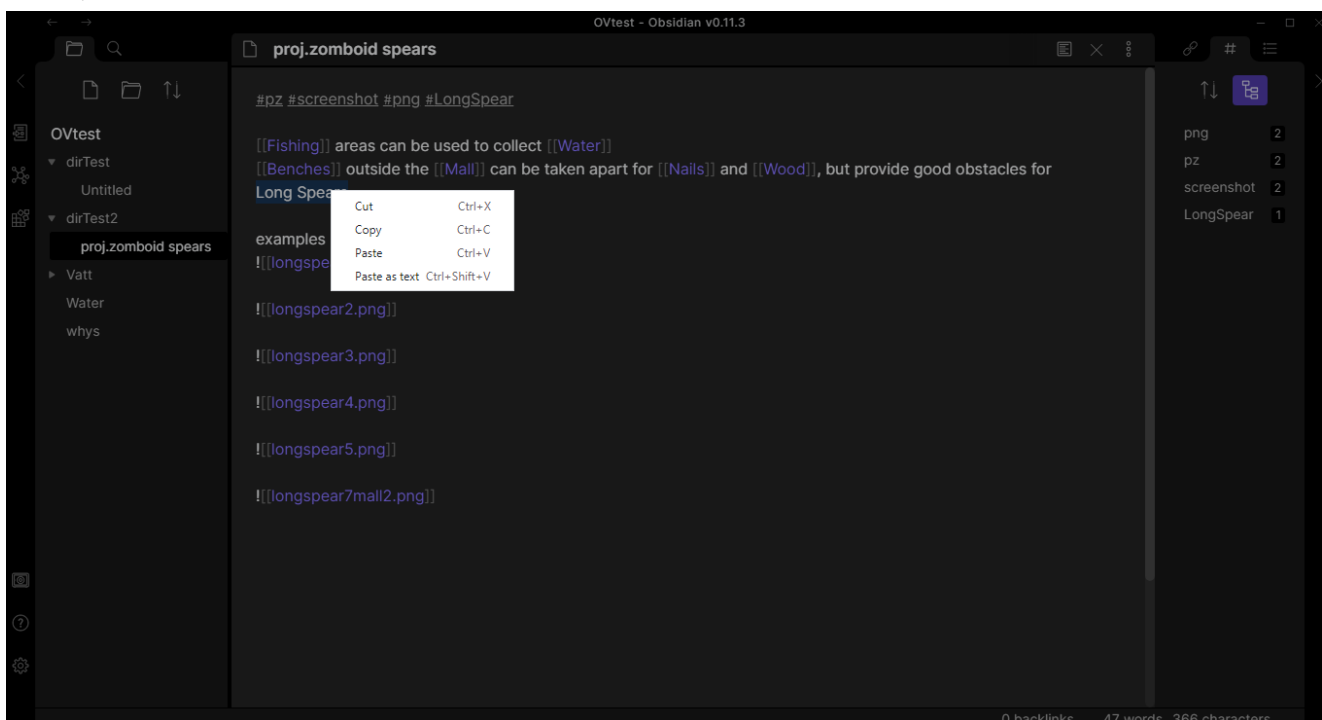 OVtest - Obsidian v0.11.3
proj.zomboid spears
OVtest
dirTest
Untitled
dirTest2
proj.zomboid spears
Vatt
Water
whys
#pz #screenshot #png #LongSpear
[[Fishing]] areas can be used to collect [[Water]]
[[Benches]] outside the [[Mall]] can be taken apart for [[Nails]] and [[Wood]], but provide good obstacles for
Long Spears
Cut Ctrl+X
Copy Ctrl+C
Paste Ctrl+V
Paste as text Ctrl+Shift+V
examples
![[longspe
![[longspear2.png]]
![[longspear3.png]]
![[longspear4.png]]
![[longspear5.png]]
![[longspear7mall2.png]]
png 2
pz 2
screenshot 2
LongSpear 1
0 backlinks 47 words 366 characters